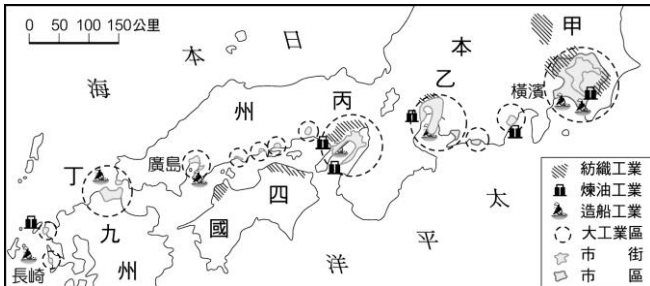 0 50 100 150公里
日本海
本州
四國
九州
太平洋
甲
乙
丙
丁
橫濱
廣島
長崎
紡織工業
煉油工業
造船工業
大工業區
市街
市區